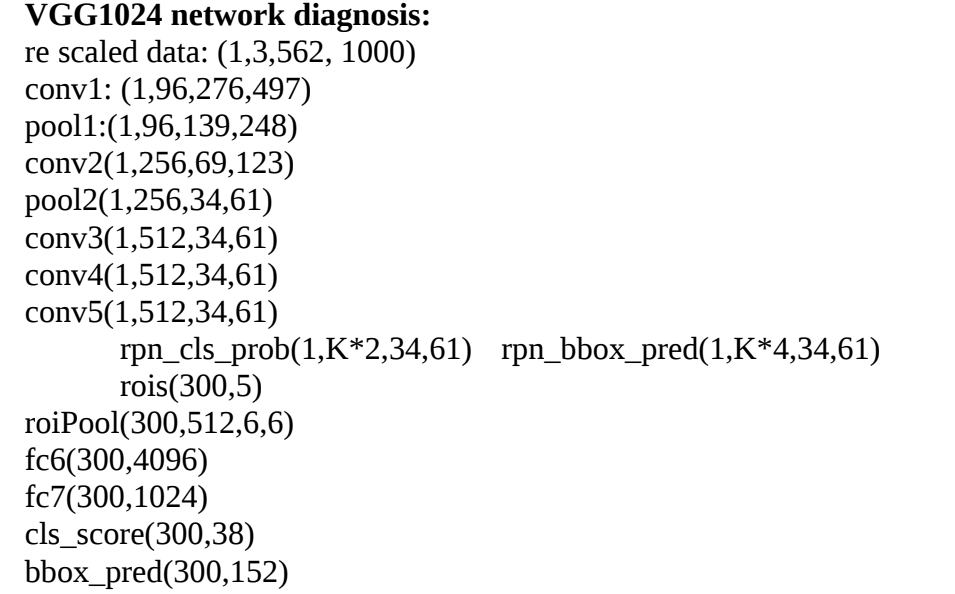 VGG1024 network diagnosis:
re scaled data: (1,3,562, 1000)
conv1: (1,96,276,497)
pool1:(1,96,139,248)
conv2(1,256,69,123)
pool2(1,256,34,61)
conv3(1,512,34,61)
conv4(1,512,34,61)
conv5(1,512,34,61)
rpn_cls_prob(1,K*2,34,61) rpn_bbox_pred(1,K*4,34,61)
rois(300,5)
roiPool(300,512,6,6)
fc6(300,4096)
fc7(300,1024)
cls_score(300,38)
bbox_pred(300,152)